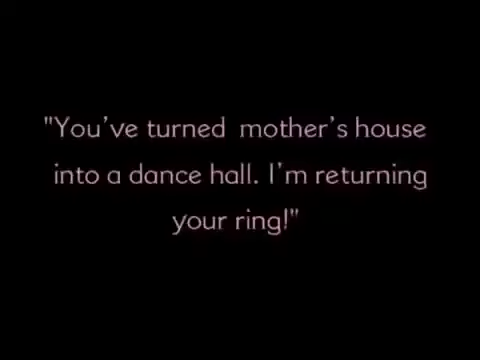 "You've turned mother's house
into a dance hall. I'm returning
your ring!"